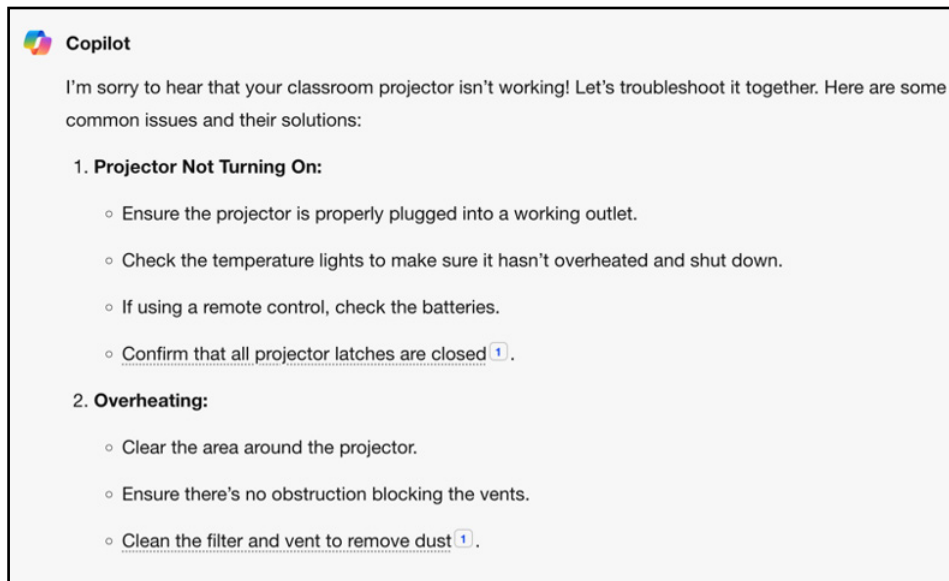 Copilot
I'm sorry to hear that your classroom projector isn't working! Let's troubleshoot it together. Here are some
common issues and their solutions:
1. Projector Not Turning On:
◦ Ensure the projector is properly plugged into a working outlet.
◦ Check the temperature lights to make sure it hasn't overheated and shut down.
◦ If using a remote control, check the batteries.
◦ Confirm that all projector latches are closed 1 .
2. Overheating:
◦ Clear the area around the projector.
◦ Ensure there's no obstruction blocking the vents.
◦ Clean the filter and vent to remove dust 1 .